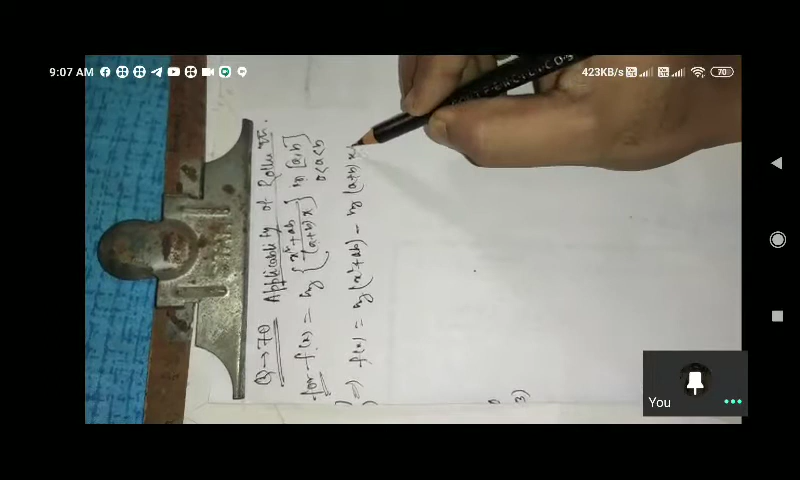 9:07 AM
423KB/s
70
Q → 70 Applicability of Rolle's Th.
for f(x) = log { x² + ab / (a+b) x } in [a, b]
0<a<b
⇒ f(x) = log (x² + ab) - log (a+b) x
3)
You